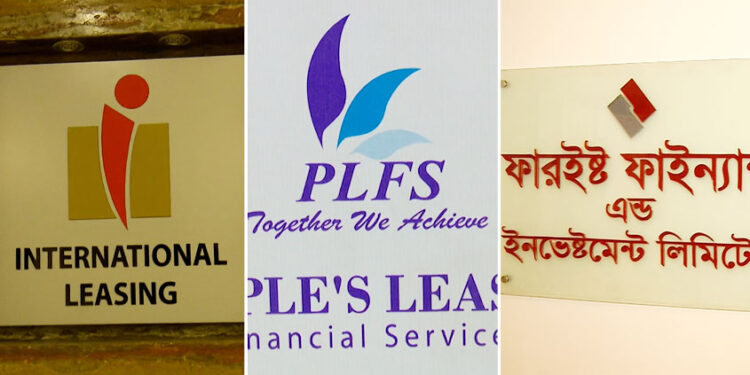 INTERNATIONAL
LEASING
PLFS
Together We Achieve
PLE'S LEAS
nancial Service
ফারইষ্ট ফাইন্যা
এন্ড
ইনভেষ্টমেন্ট লিমিটে